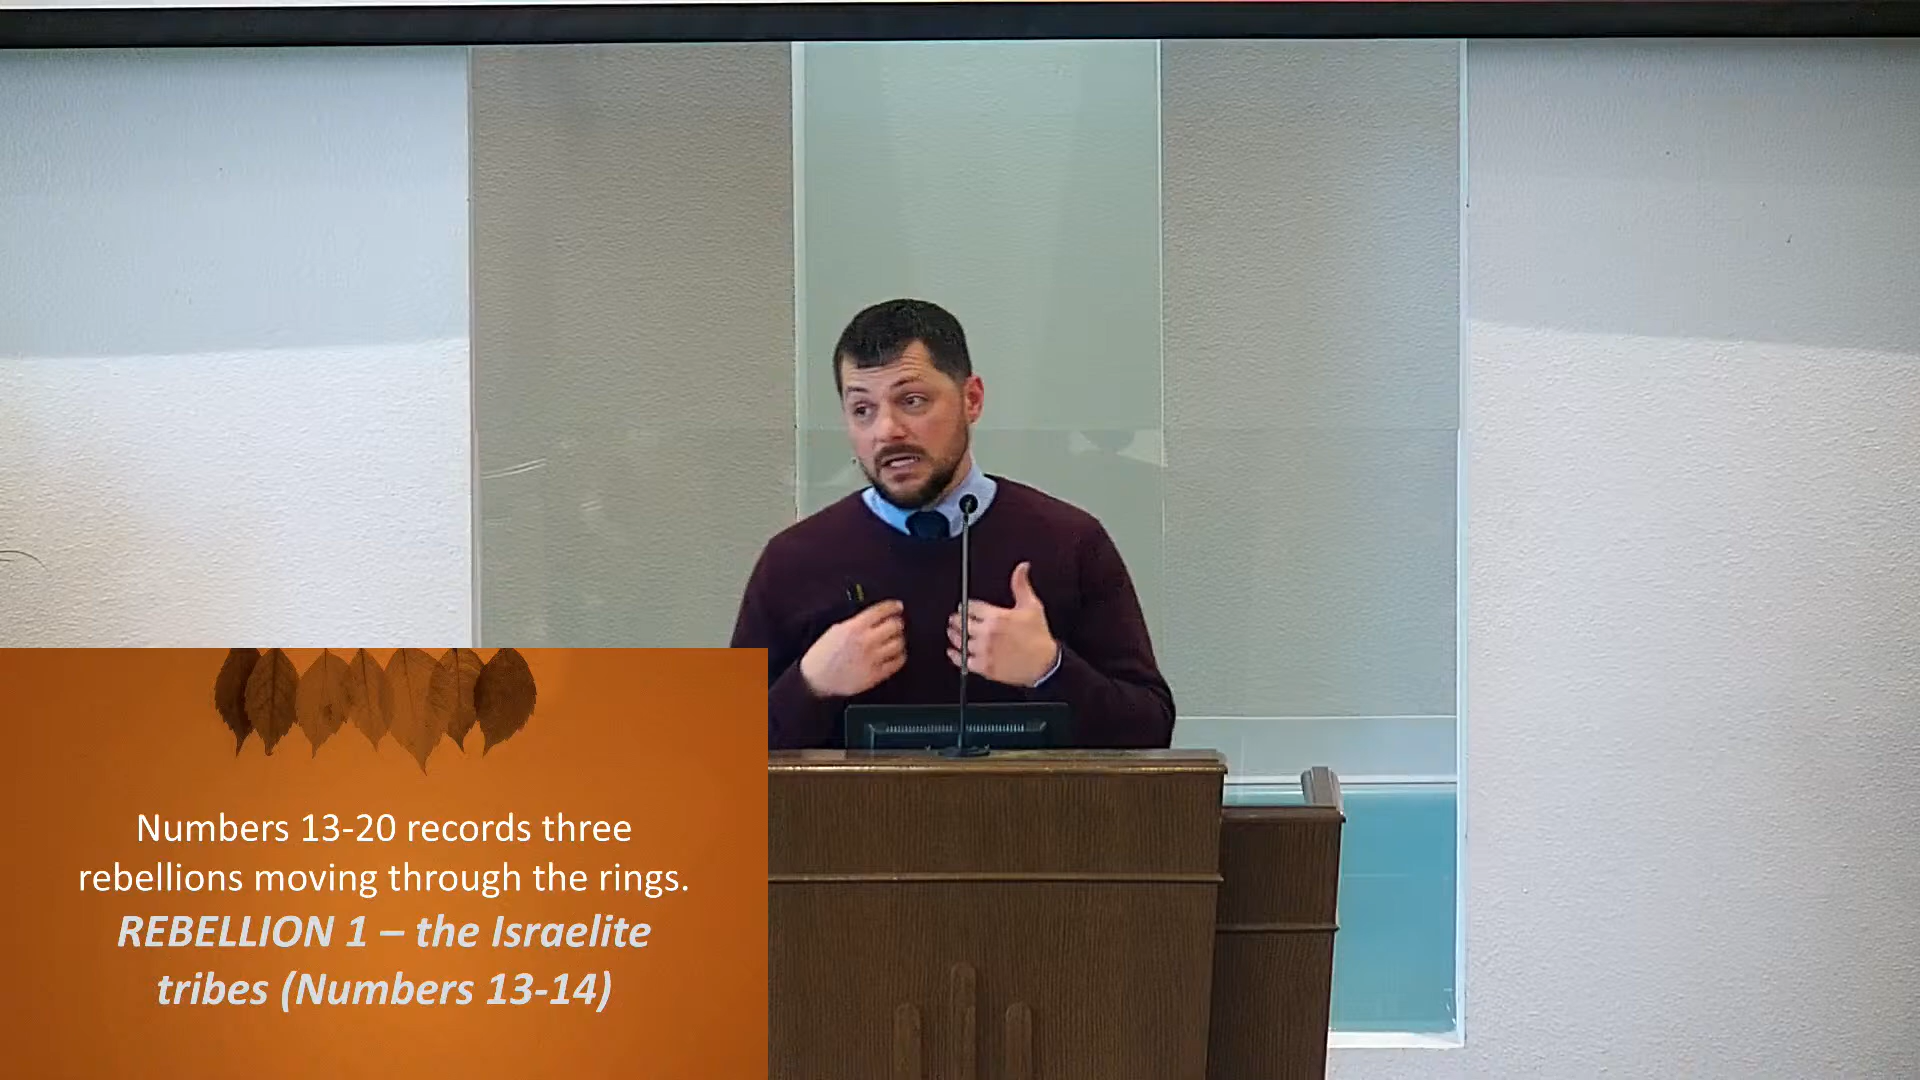 Numbers 13-20 records three
rebellions moving through the rings.
REBELLION 1 – the Israelite
tribes (Numbers 13-14)